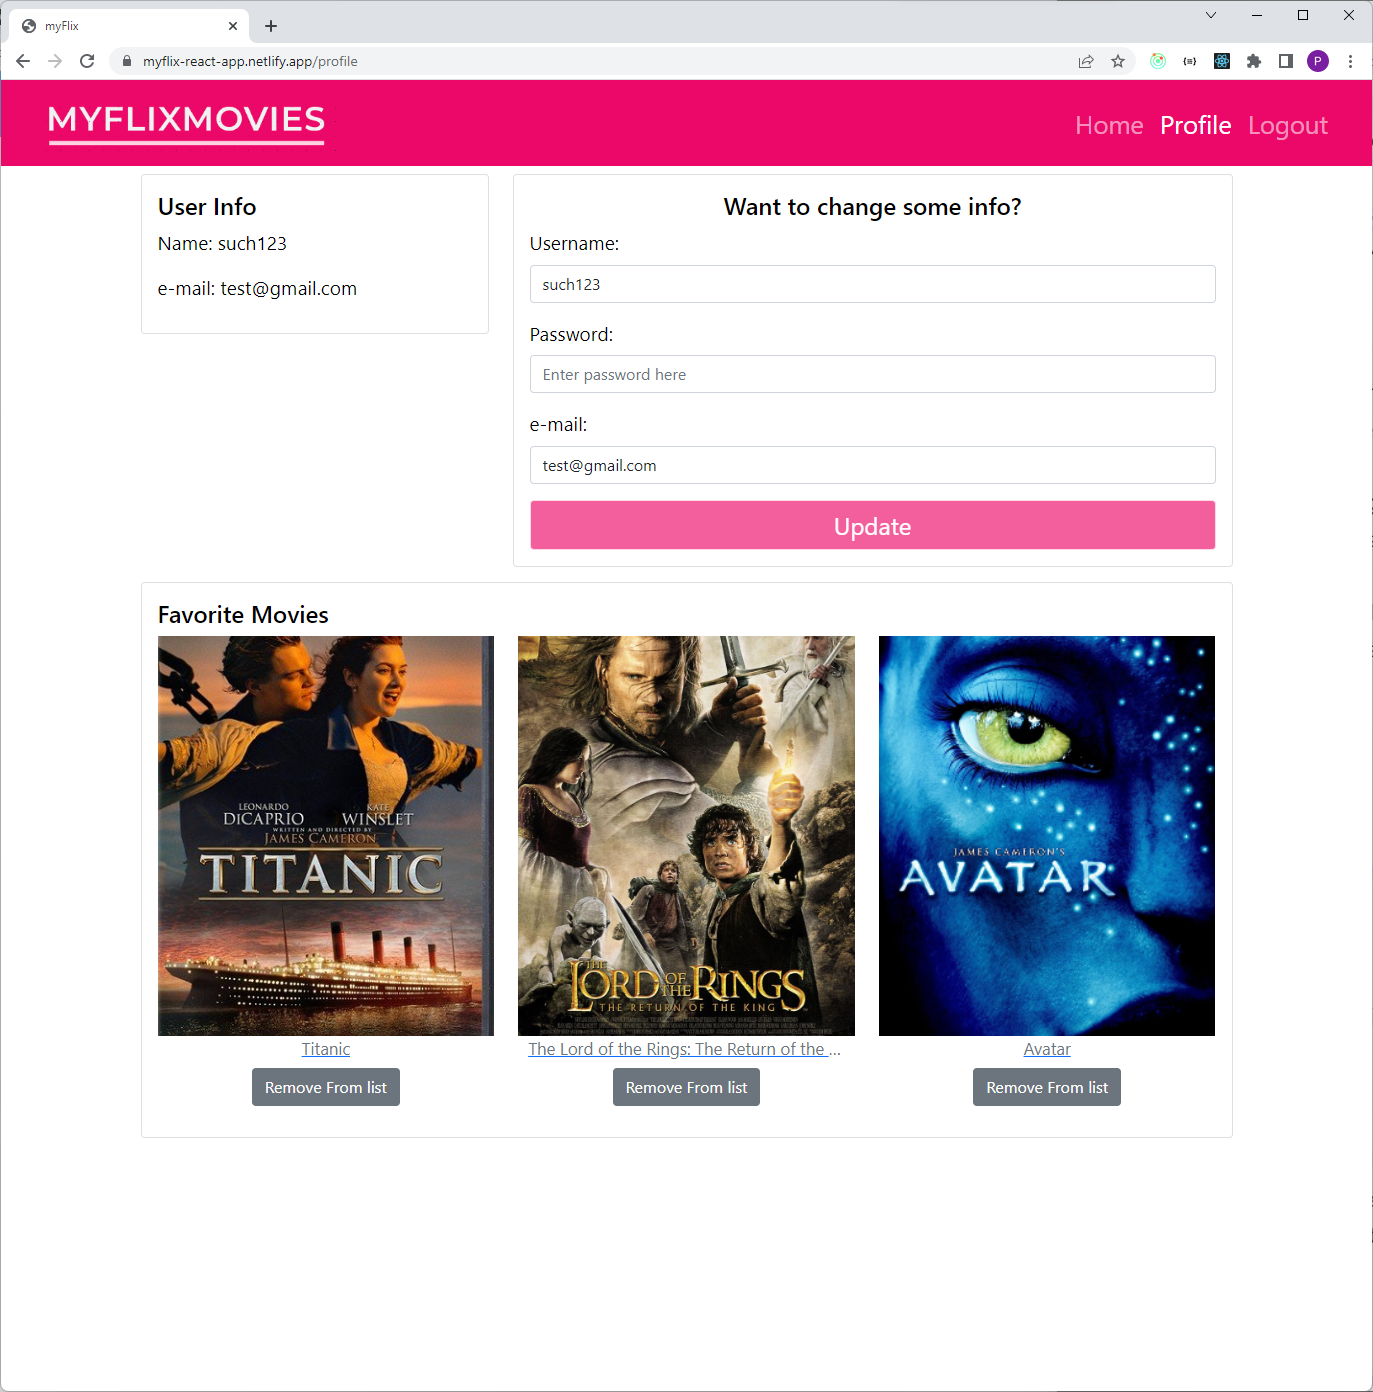 myFlix
myflix-react-app.netlify.app/profile
P
MYFLIXMOVIES
Home Profile Logout
User Info
Name: such123
e-mail: test@gmail.com
Want to change some info?
Username:
such123
Password:
Enter password here
e-mail:
test@gmail.com
Update
Favorite Movies
LEONARDO DICAPRIO
KATE WINSLET
WRITTEN AND DIRECTED BY
JAMES CAMERON
TITANIC
Titanic
Remove From list
THE
LORD OF THE RINGS
THE RETURN OF THE KING
The Lord of the Rings: The Return of the ...
Remove From list
JAMES CAMERON'S
AVATAR
Avatar
Remove From list